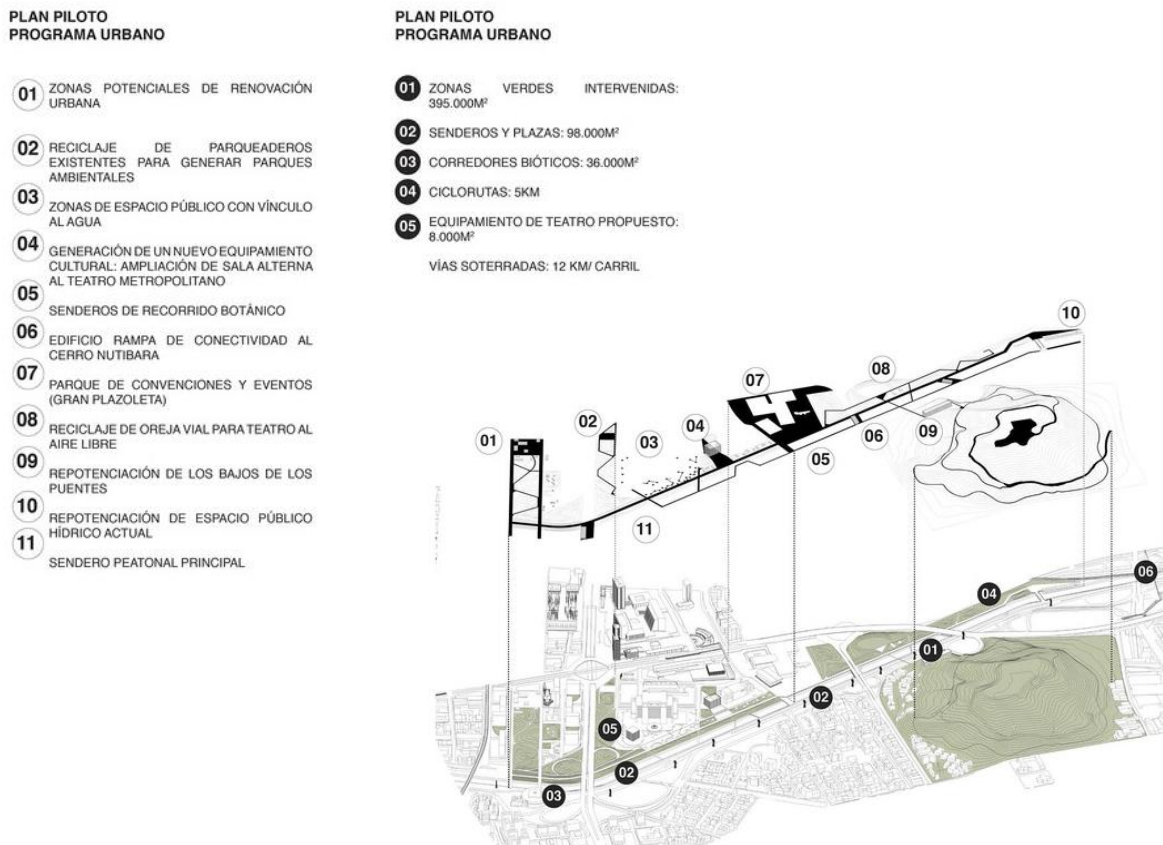 PLAN PILOTO
PROGRAMA URBANO
01 ZONAS POTENCIALES DE RENOVACIÓN
URBANA
02 RECICLAJE DE PARQUEADEROS
EXISTENTES PARA GENERAR PARQUES
AMBIENTALES
03 ZONAS DE ESPACIO PÚBLICO CON VÍNCULO
AL AGUA
04 GENERACIÓN DE UN NUEVO EQUIPAMIENTO
CULTURAL: AMPLIACIÓN DE SALA ALTERNA
AL TEATRO METROPOLITANO
05 SENDEROS DE RECORRIDO BOTÁNICO
06 EDIFICIO RAMPA DE CONECTIVIDAD AL
CERRO NUTIBARA
07 PARQUE DE CONVENCIONES Y EVENTOS
(GRAN PLAZOLETA)
08 RECICLAJE DE OREJA VIAL PARA TEATRO AL
AIRE LIBRE
09 REPOTENCIACIÓN DE LOS BAJOS DE LOS
PUENTES
10 REPOTENCIACIÓN DE ESPACIO PÚBLICO
HÍDRICO ACTUAL
11 SENDERO PEATONAL PRINCIPAL
PLAN PILOTO
PROGRAMA URBANO
01 ZONAS VERDES INTERVENIDAS:
395.000M²
02 SENDEROS Y PLAZAS: 98.000M²
03 CORREDORES BIÓTICOS: 36.000M²
04 CICLORUTAS: 5KM
05 EQUIPAMIENTO DE TEATRO PROPUESTO:
8.000M²
VÍAS SOTERRADAS: 12 KM/ CARRIL
10
08
07
02
04
01
03
06
09
05
11
06
04
01
02
05
02
03